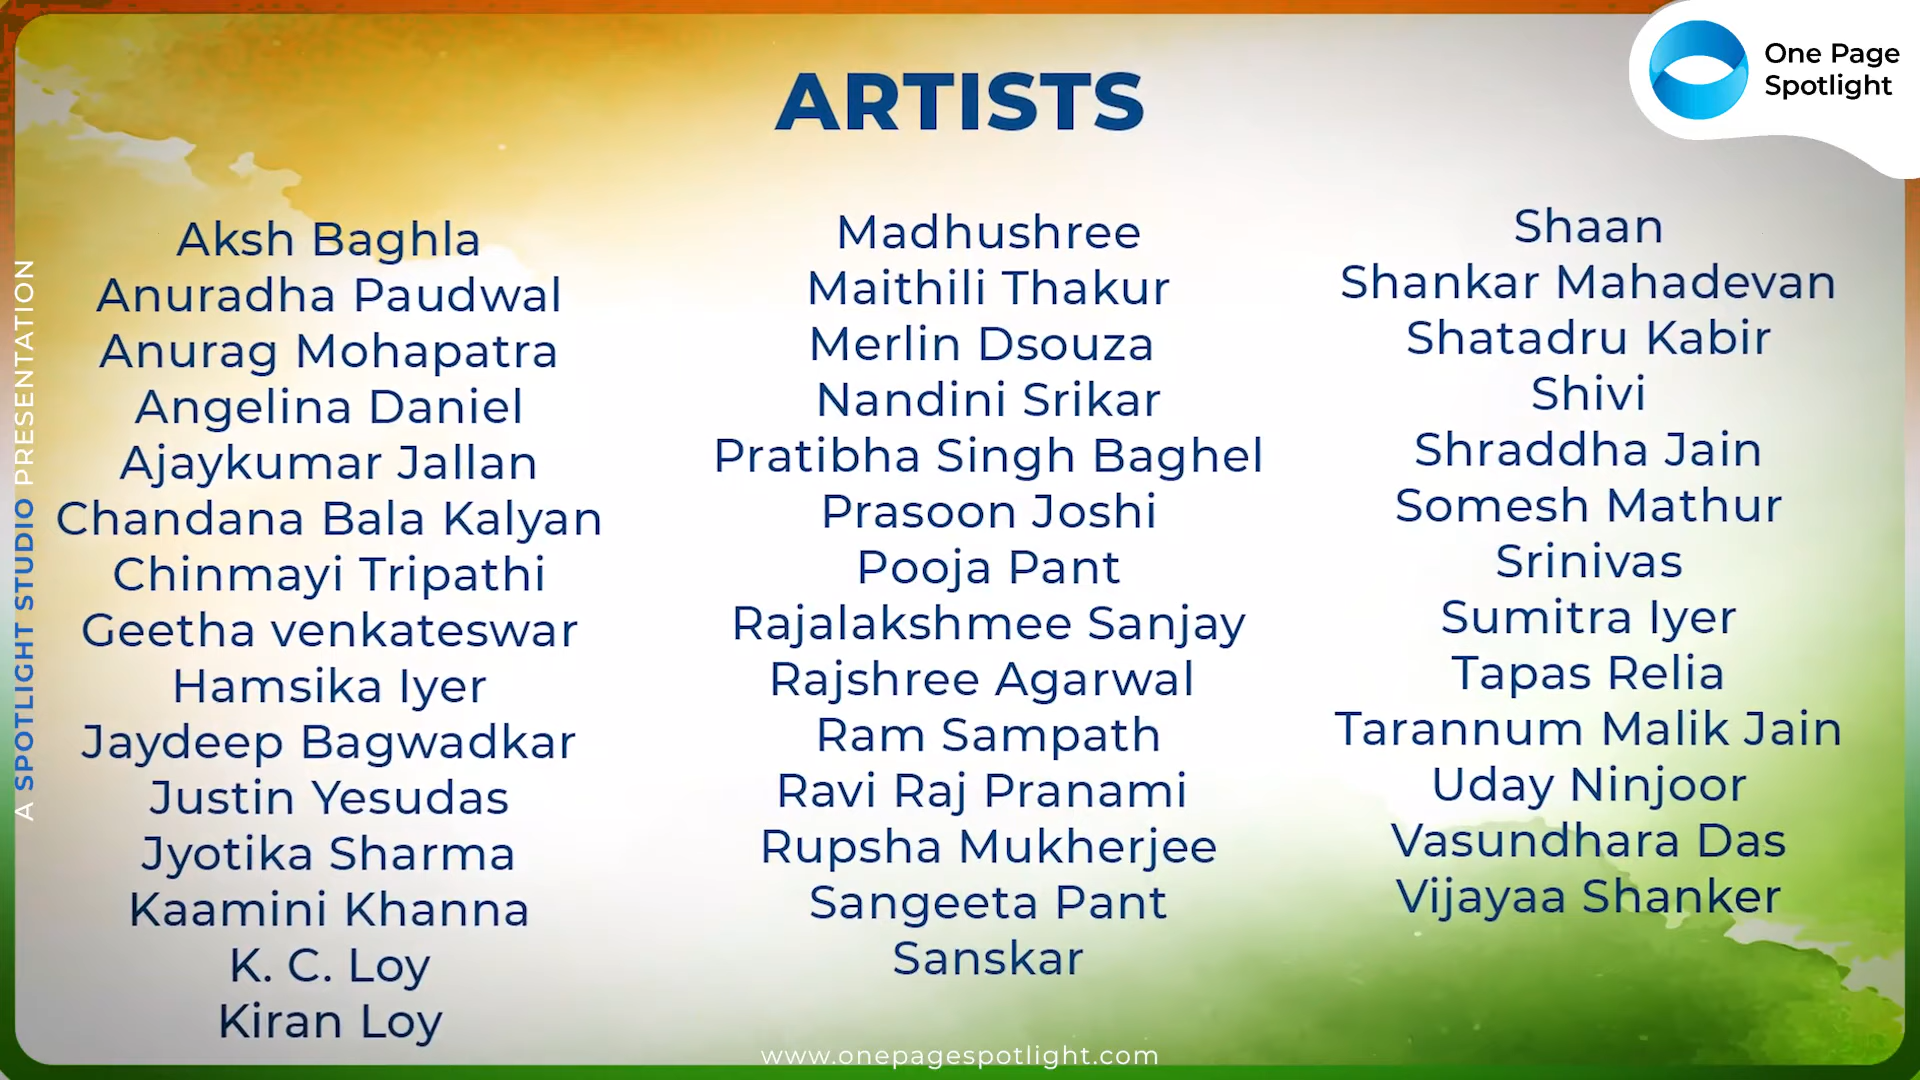 ARTISTS
One Page
Spotlight
Aksh Baghla
Anuradha Paudwal
Anurag Mohapatra
Angelina Daniel
Ajaykumar Jallan
Chandana Bala Kalyan
Chinmayi Tripathi
Geetha venkateswar
Hamsika Iyer
Jaydeep Bagwadkar
Justin Yesudas
Jyotika Sharma
Kaamini Khanna
K. C. Loy
Kiran Loy
Madhushree
Maithili Thakur
Merlin Dsouza
Nandini Srikar
Pratibha Singh Baghel
Prasoon Joshi
Pooja Pant
Rajalakshmee Sanjay
Rajshree Agarwal
Ram Sampath
Ravi Raj Pranami
Rupsha Mukherjee
Sangeeta Pant
Sanskar
Shaan
Shankar Mahadevan
Shatadru Kabir
Shivi
Shraddha Jain
Somesh Mathur
Srinivas
Sumitra Iyer
Tapas Relia
Tarannum Malik Jain
Uday Ninjoor
Vasundhara Das
Vijayaa Shanker
A SPOTLIGHT STUDIO PRESENTATION
www.onepagespotlight.com